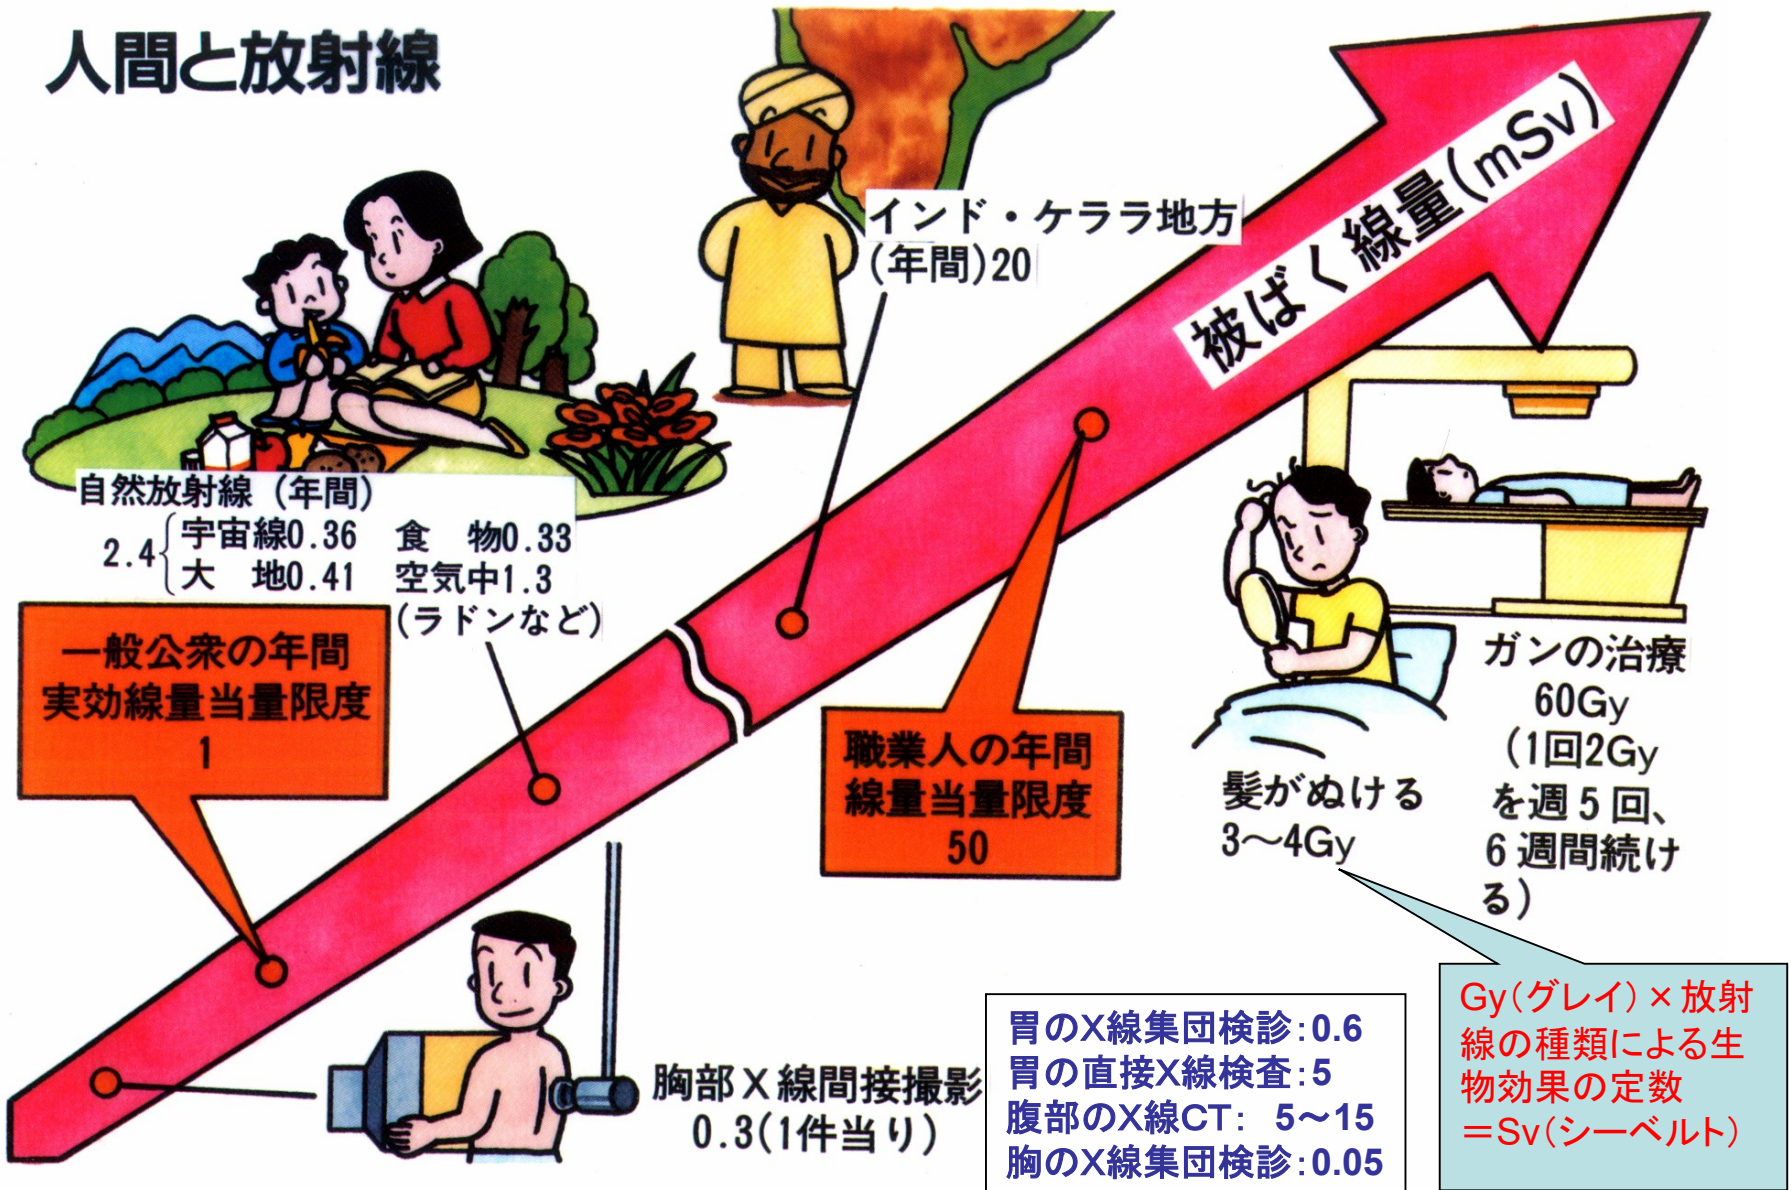 人間と放射線
被ばく線量(mSv)
インド・ケララ地方
(年間)20
自然放射線 (年間)
2.4{宇宙線0.36 食 物0.33
大 地0.41 空気中1.3
(ラドンなど)
一般公衆の年間
実効線量当量限度
1
職業人の年間
線量当量限度
50
髪がぬける
3～4Gy
ガンの治療
60Gy
(1回2Gy
を週5回、
6週間続け
る)
胸部X線間接撮影
0.3(1件当り)
胃のX線集団検診:0.6
胃の直接X線検査:5
腹部のX線CT: 5～15
胸のX線集団検診:0.05
Gy(グレイ)×放射
線の種類による生
物効果の定数
=Sv(シーベルト)